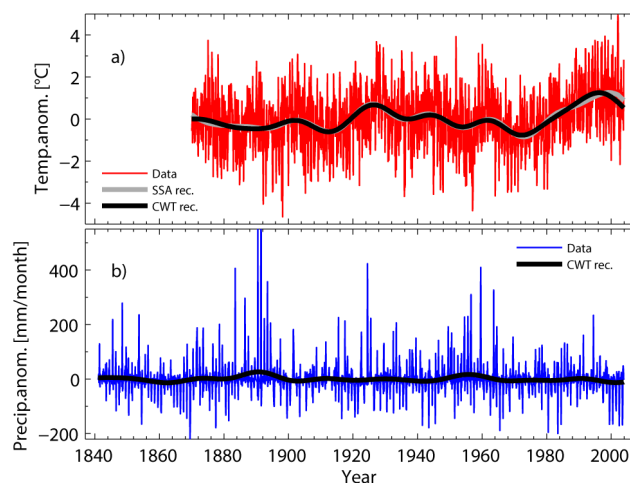 4
2
0
−2
−4
Temp.anom. [°C]
a)
Data
SSA rec.
CWT rec.
400
200
0
−200
Precip.anom. [mm/month]
b)
Data
CWT rec.
1840 1860 1880 1900 1920 1940 1960 1980 2000
Year